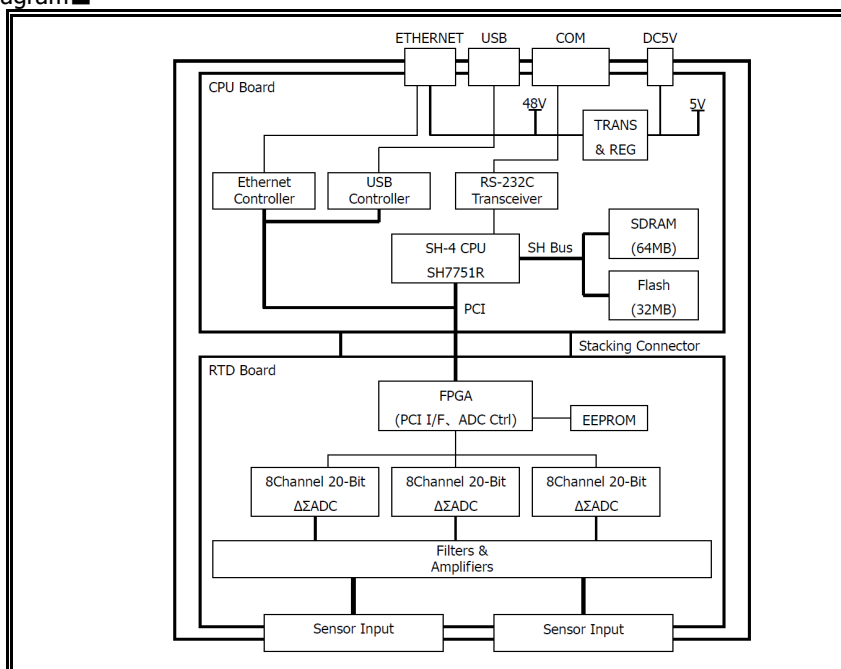 agram■
ETHERNET USB COM DC5V
CPU Board
48V
5V
TRANS
& REG
Ethernet
Controller
USB
Controller
RS-232C
Transceiver
SDRAM
(64MB)
SH-4 CPU
SH7751R
SH Bus
Flash
(32MB)
PCI
Stacking Connector
RTD Board
FPGA
(PCI I/F、ADC Ctrl)
EEPROM
8Channel 20-Bit
ΔΣADC
8Channel 20-Bit
ΔΣADC
8Channel 20-Bit
ΔΣADC
Filters &
Amplifiers
Sensor Input
Sensor Input